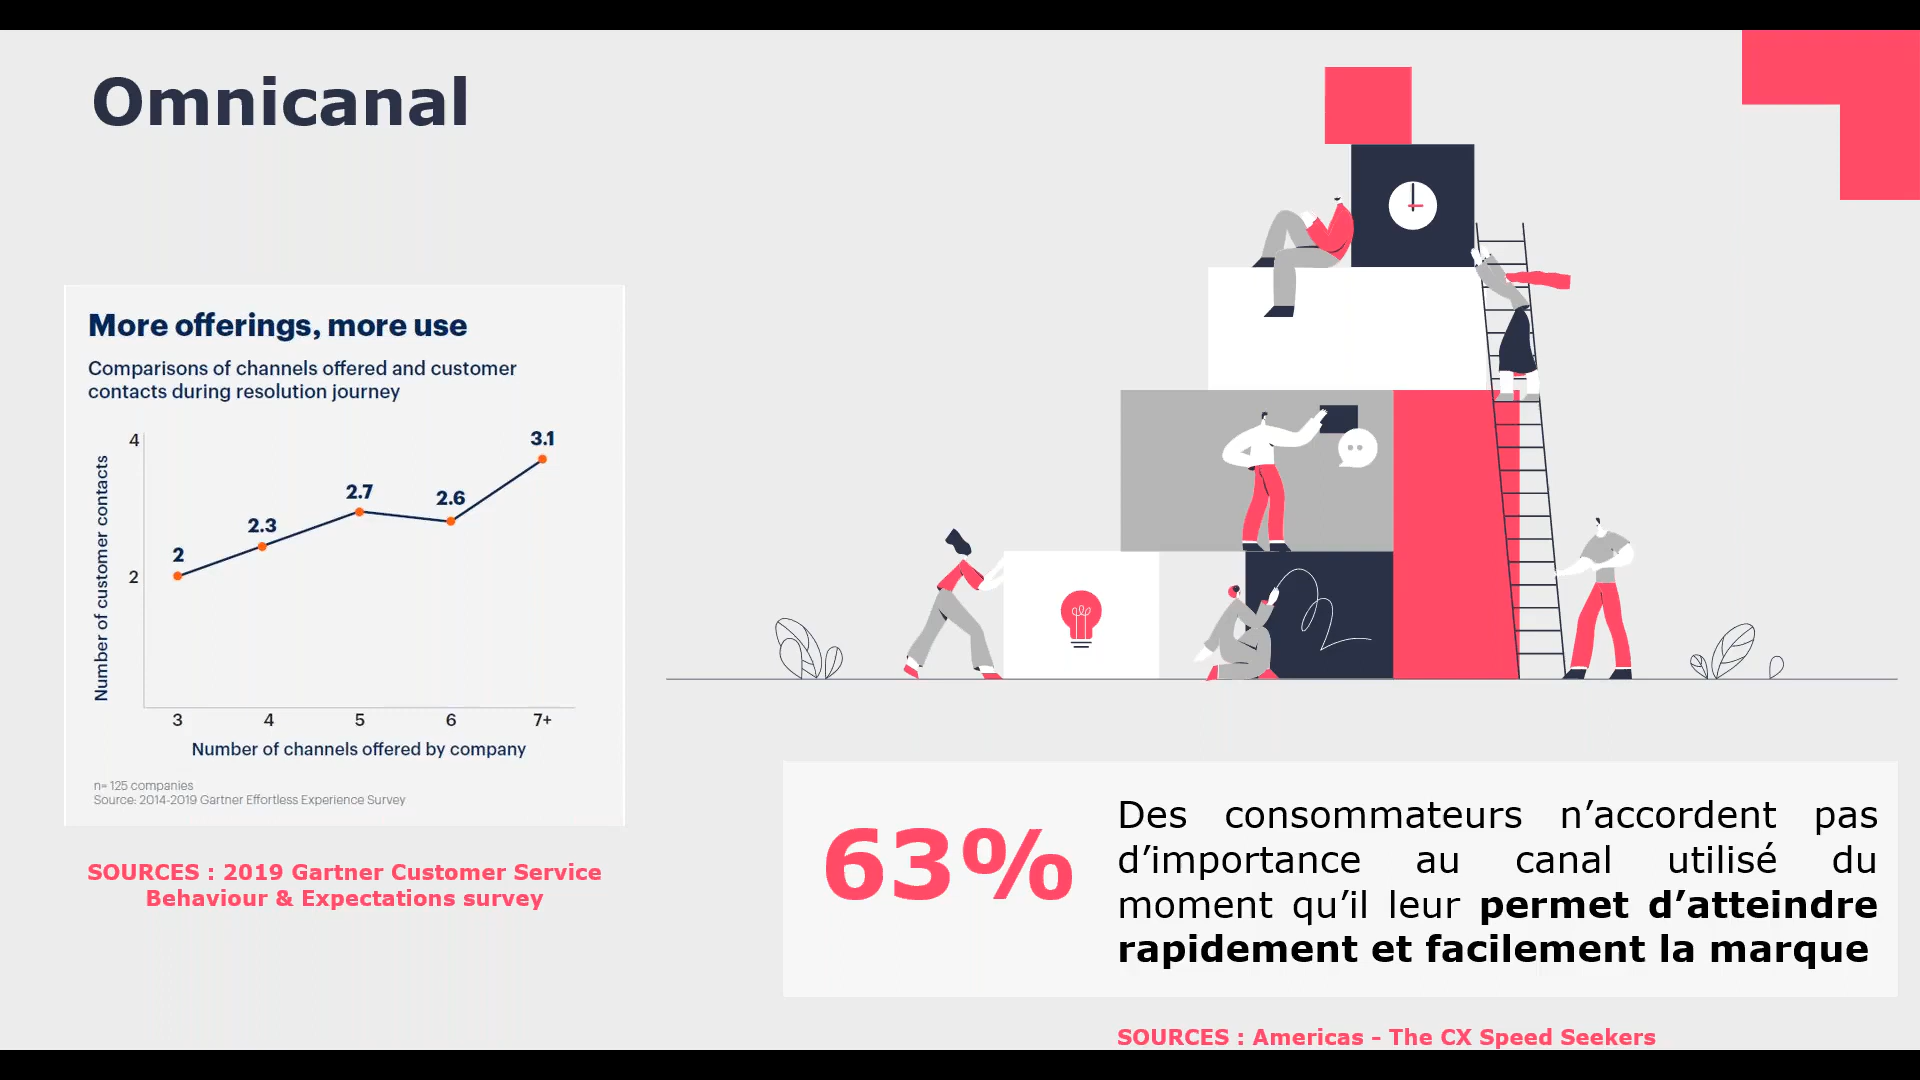 Omnicanal
More offerings, more use
Comparisons of channels offered and customer
contacts during resolution journey
Number of customer contacts
4
2
2
2.3
2.7
2.6
3.1
3 4 5 6 7+
Number of channels offered by company
n= 125 companies
Source: 2014-2019 Gartner Effortless Experience Survey
SOURCES : 2019 Gartner Customer Service
Behaviour & Expectations survey
63%
Des consommateurs n’accordent pas
d’importance au canal utilisé du
moment qu’il leur permet d’atteindre
rapidement et facilement la marque
SOURCES : Americas – The CX Speed Seekers